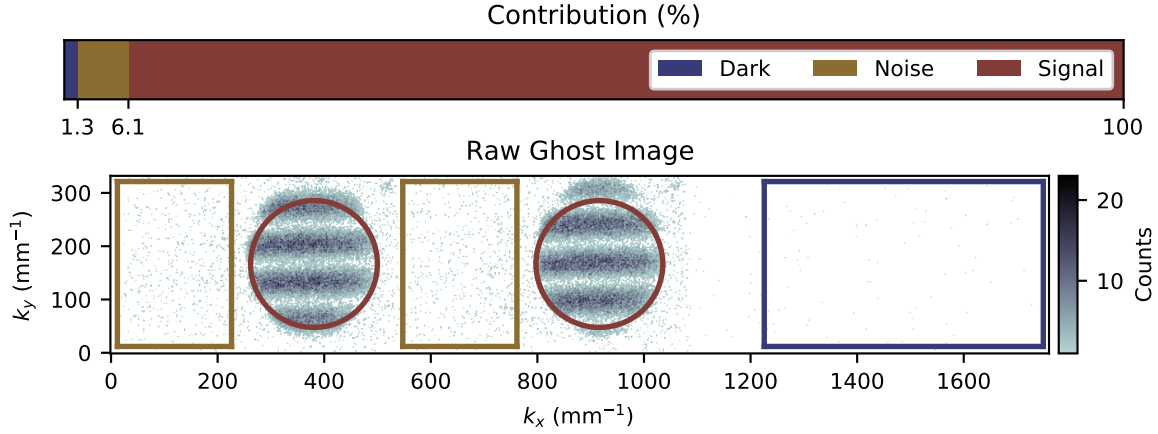 Contribution (%)
Dark Noise Signal
1.3 6.1 100
Raw Ghost Image
300
200
100
0
k_y (mm⁻¹)
0 200 400 600 800 1000 1200 1400 1600
k_x (mm⁻¹)
20
10
Counts